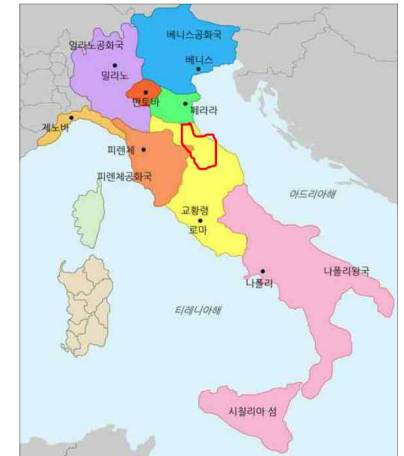 베니스공화국
밀라노공화국
베니스
밀라노
만토바
페라라
제노바
피렌체
피렌체공화국
아드리아해
교황령
로마
나폴리왕국
나폴리
티레니아해
시칠리아 섬